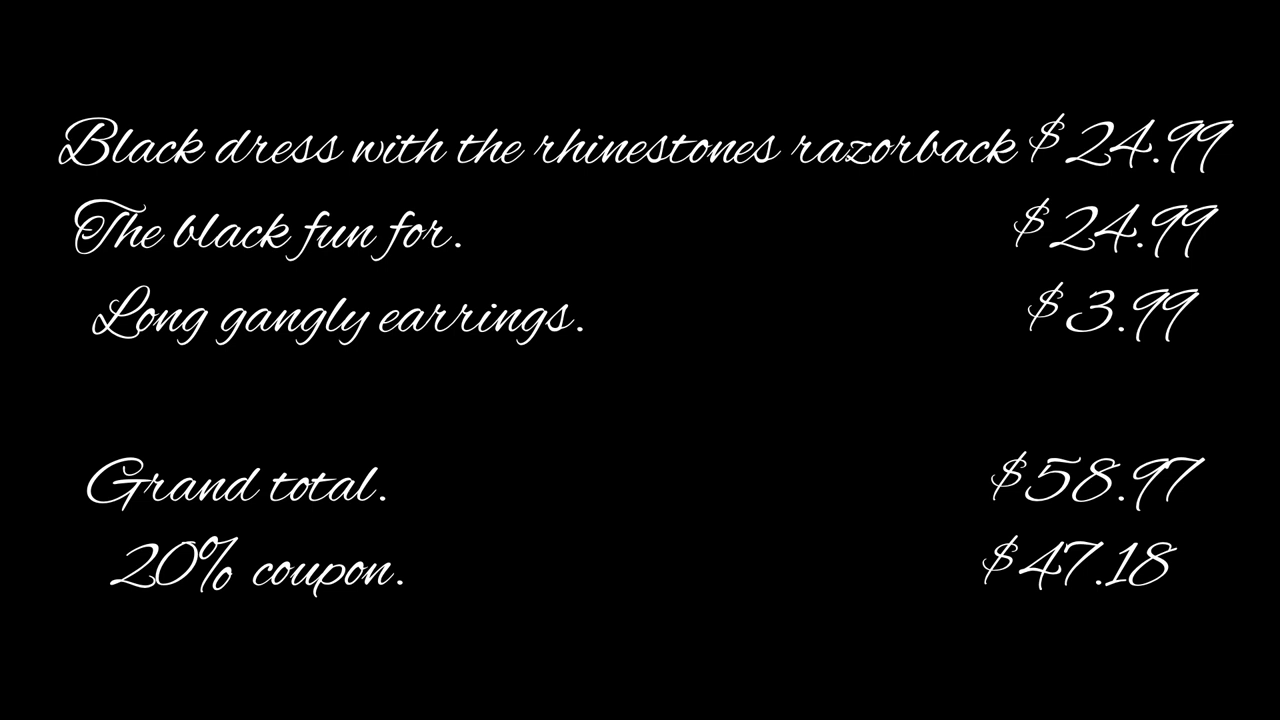 Black dress with the rhinestones razorback $24.99
The black fun for. $24.99
Long gangly earrings. $3.99
Grand total. $58.97
20% coupon. $47.18